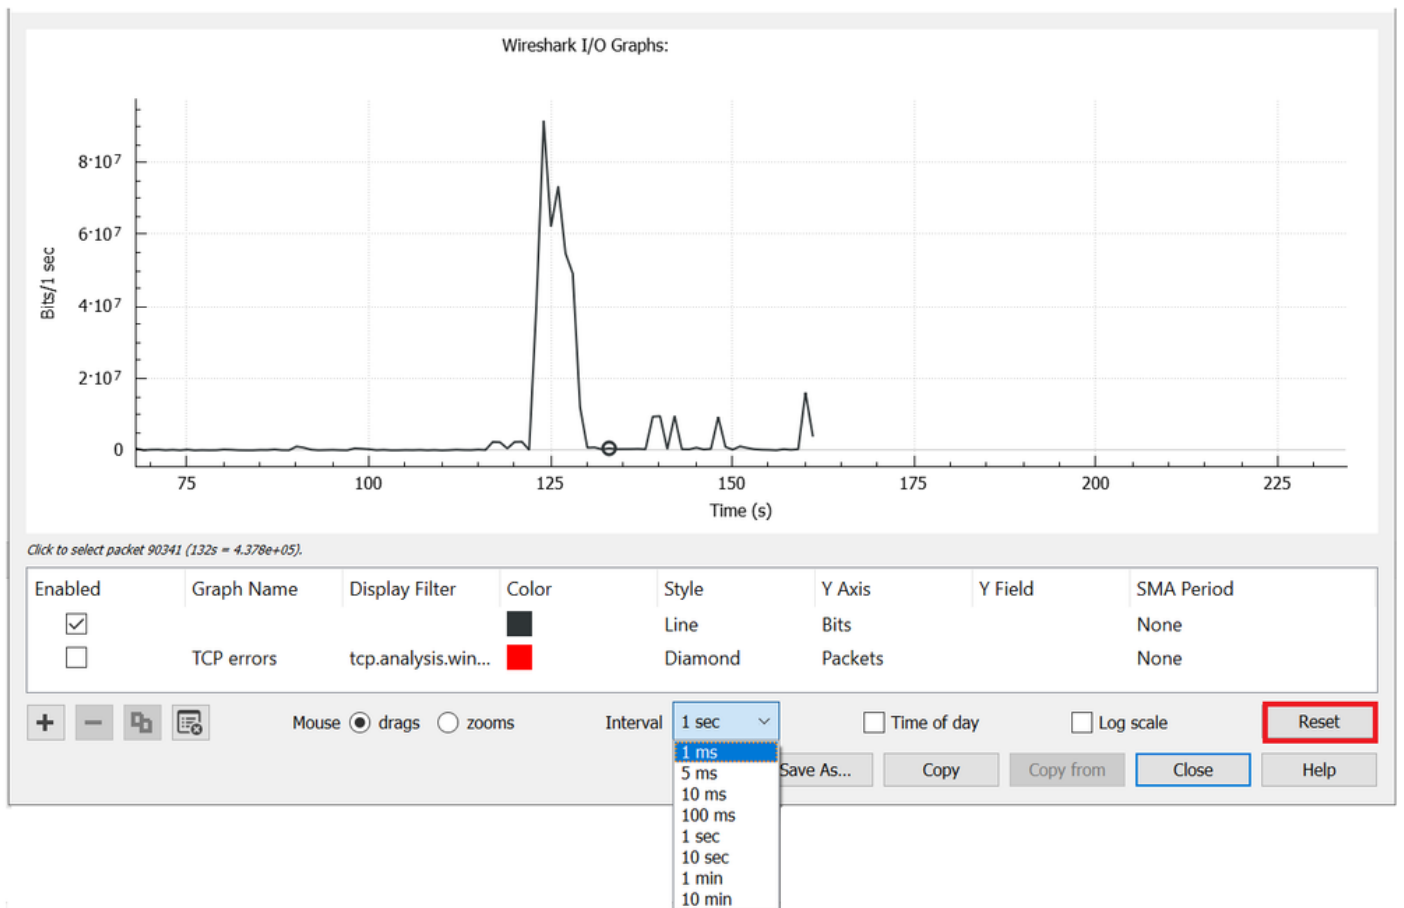 Wireshark I/O Graphs:
8·10⁷
6·10⁷
4·10⁷
2·10⁷
0
Bits/1 sec
75 100 125 150 175 200 225
Time (s)
Click to select packet 90341 (132s = 4.378e+05).
Enabled Graph Name Display Filter Color Style Y Axis Y Field SMA Period
Line Bits None
TCP errors tcp.analysis.win... Diamond Packets None
Mouse drags zooms Interval 1 sec Time of day Log scale Reset
1 ms
Save As... Copy Copy from Close Help
5 ms
10 ms
100 ms
1 sec
10 sec
1 min
10 min